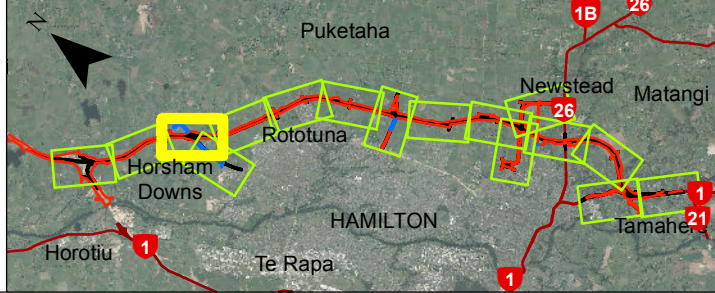 N
Puketaha
1B
26
Newstead
26
Matangi
Rototuna
Horsham
Downs
HAMILTON
1
21
Tamahere
Horotiu
1
Te Rapa
1